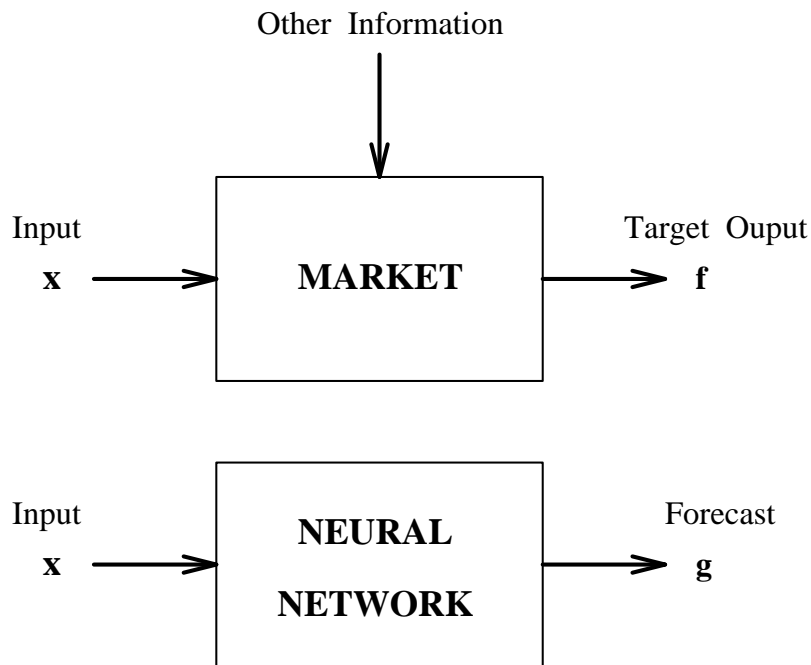 Other Information
Input
Target Ouput
x
MARKET
f
Input
NEURAL
Forecast
x
g
NETWORK